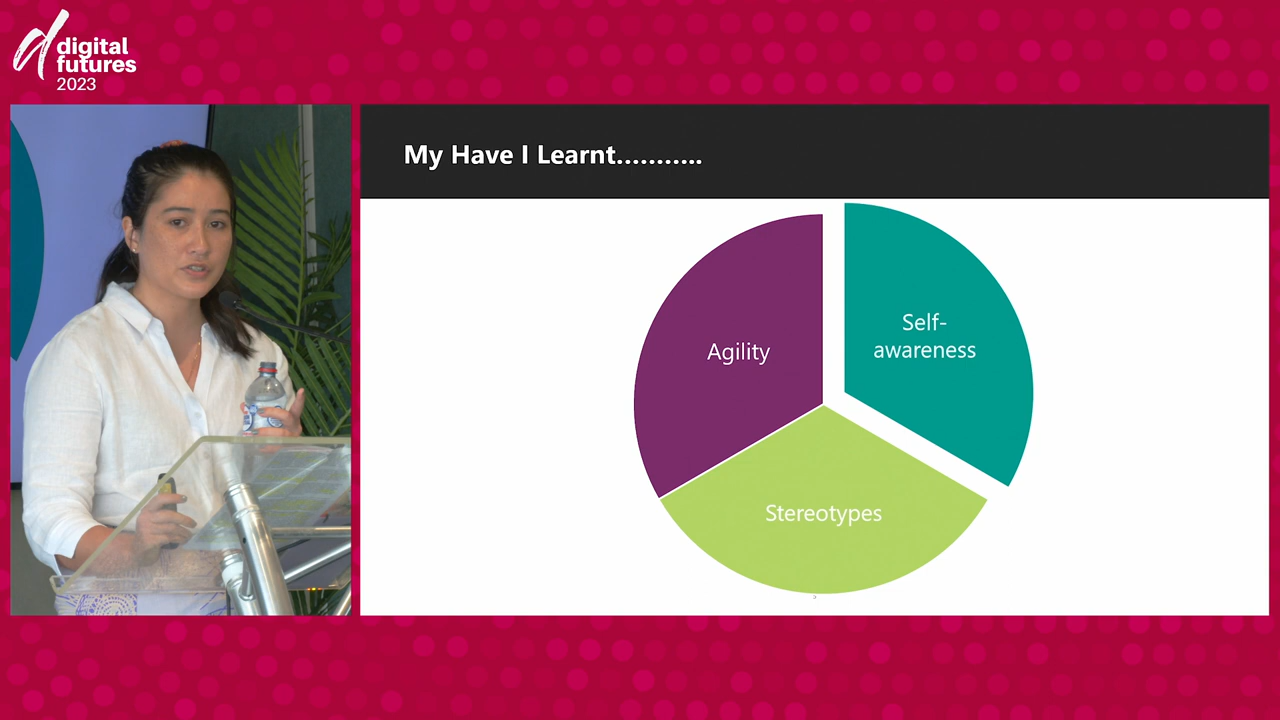 digital
futures
2023
My Have I Learnt...........
Agility
Self-
awareness
Stereotypes